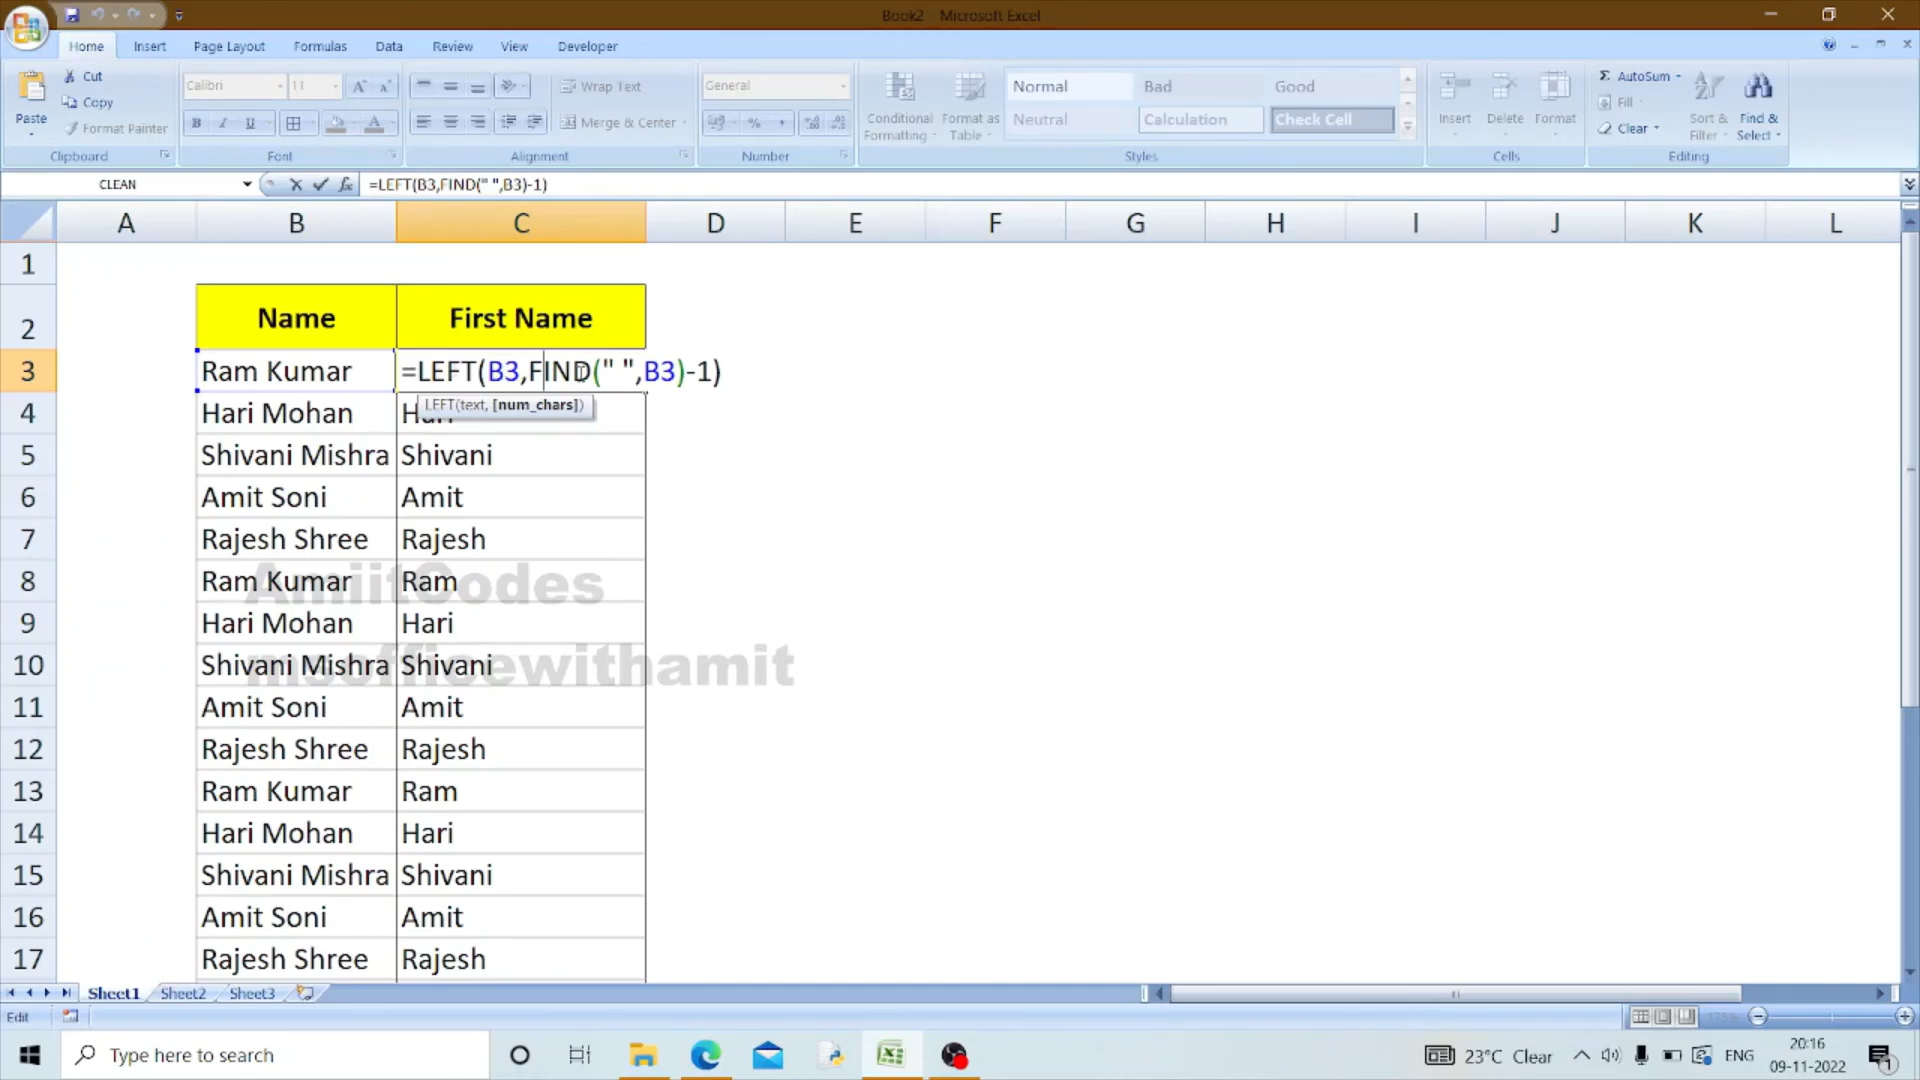 Book2 - Microsoft Excel
Home Insert Page Layout Formulas Data Review View Developer
Paste
Cut
Copy
Format Painter
Clipboard
Calibri 11
B I U
Font
Wrap Text
Merge & Center
Alignment
General
Number
Conditional Formatting
Format as Table
Normal Bad Good
Neutral Calculation Check Cell
Styles
Insert Delete Format
Cells
AutoSum
Fill
Clear
Sort & Filter
Find & Select
Editing
CLEAN =LEFT(B3,FIND(" ",B3)-1)
A B C D E F G H I J K L
1
2 Name First Name
3 Ram Kumar =LEFT(B3,FIND(" ",B3)-1)
LEFT(text, [num_chars])
4 Hari Mohan Hari
5 Shivani Mishra Shivani
6 Amit Soni Amit
7 Rajesh Shree Rajesh
8 Ram Kumar Ram
AmiitCodes
9 Hari Mohan Hari
10 Shivani Mishra Shivani
msofficewithamit
11 Amit Soni Amit
12 Rajesh Shree Rajesh
13 Ram Kumar Ram
14 Hari Mohan Hari
15 Shivani Mishra Shivani
16 Amit Soni Amit
17 Rajesh Shree Rajesh
Sheet1 Sheet2 Sheet3
Edit
Type here to search
23°C Clear
ENG
20:16
09-11-2022
1